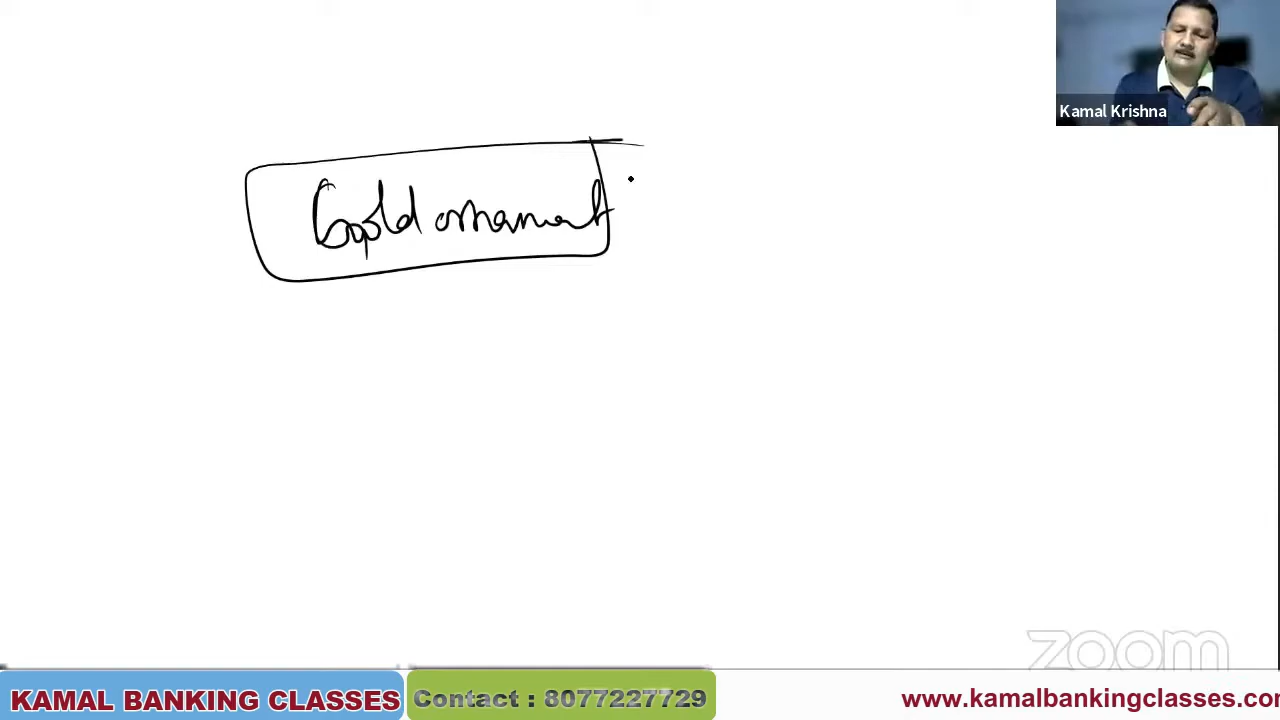 Kamal Krishna
Gold ornament
zoom
KAMAL BANKING CLASSES
Contact : 8077227729
www.kamalbankingclasses.co